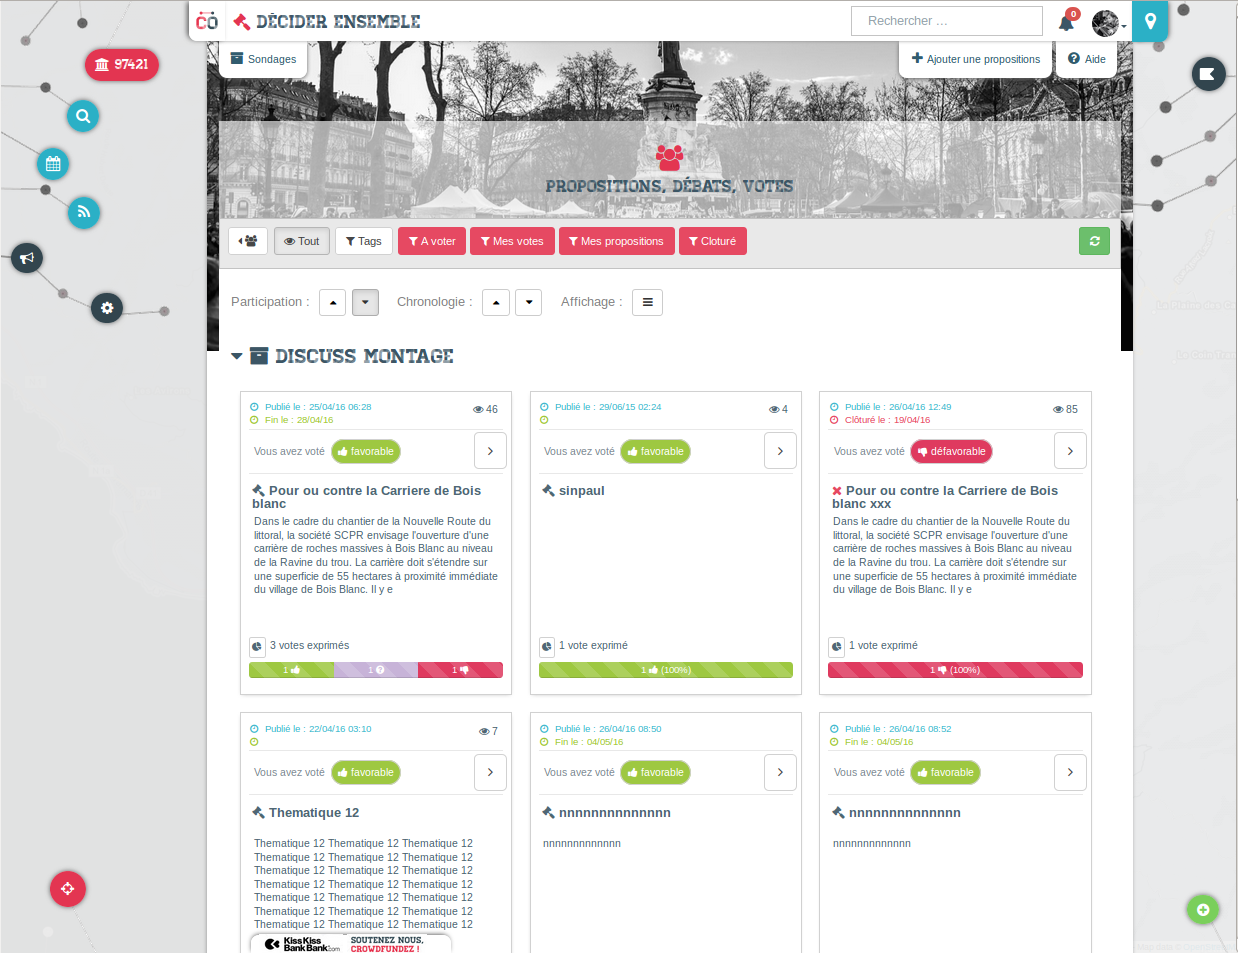 CO DÉCIDER ENSEMBLE
Rechercher ...
0
97421
Sondages
Ajouter une propositions
Aide
PROPOSITIONS, DÉBATS, VOTES
Tout
Tags
A voter
Mes votes
Mes propositions
Cloturé
Participation :
Chronologie :
Affichage :
DISCUSS MONTAGE
Publié le : 25/04/16 06:28
Fin le : 28/04/16
46
Vous avez voté favorable
Pour ou contre la Carriere de Bois
blanc
Dans le cadre du chantier de la Nouvelle Route du
littoral, la société SCPR envisage l'ouverture d'une
carrière de roches massives à Bois Blanc au niveau
de la Ravine du trou. La carrière doit s'étendre sur
une superficie de 55 hectares à proximité immédiate
du village de Bois Blanc. Il y e
3 votes exprimés
1 1 1
Publié le : 29/06/15 02:24
4
Vous avez voté favorable
sinpaul
1 vote exprimé
1 (100%)
Publié le : 26/04/16 12:49
Clôturé le : 19/04/16
85
Vous avez voté défavorable
Pour ou contre la Carriere de Bois
blanc xxx
Dans le cadre du chantier de la Nouvelle Route du
littoral, la société SCPR envisage l'ouverture d'une
carrière de roches massives à Bois Blanc au niveau
de la Ravine du trou. La carrière doit s'étendre sur
une superficie de 55 hectares à proximité immédiate
du village de Bois Blanc. Il y e
1 vote exprimé
1 (100%)
Publié le : 22/04/16 03:10
7
Vous avez voté favorable
Thematique 12
Thematique 12 Thematique 12 Thematique 12
Thematique 12 Thematique 12 Thematique 12
Thematique 12 Thematique 12 Thematique 12
Thematique 12 Thematique 12 Thematique 12
Thematique 12 Thematique 12 Thematique 12
Thematique 12 Thematique 12 Thematique 12
Thematique 12 Thematique 12 Thematique 12
Publié le : 26/04/16 08:50
Fin le : 04/05/16
Vous avez voté favorable
nnnnnnnnnnnnnn
nnnnnnnnnnnnn
Publié le : 26/04/16 08:52
Fin le : 04/05/16
Vous avez voté favorable
nnnnnnnnnnnnnn
nnnnnnnnnnnnn
KissKiss
BankBank.com
SOUTENEZ NOUS,
CROWDFUNDEZ !